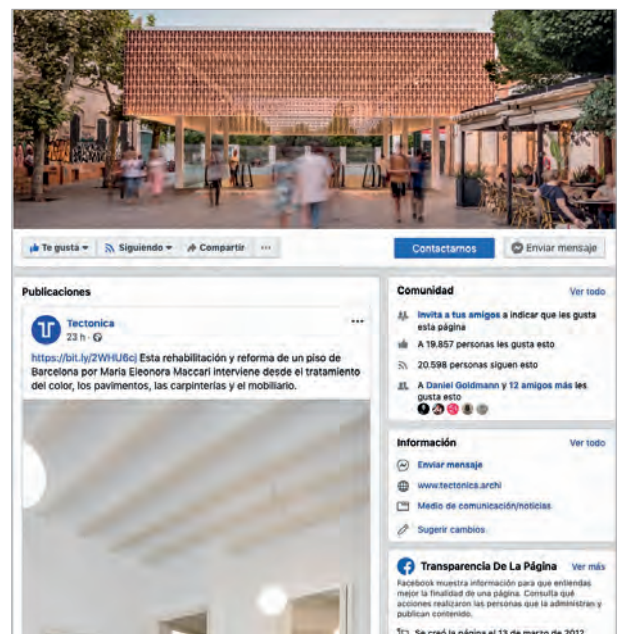 Te gusta Siguiendo Compartir ... Contactarnos Enviar mensaje
Publicaciones
Tectonica
23 h ·
https://bit.ly/2WHU6cj Esta rehabilitación y reforma de un piso de
Barcelona por Maria Eleonora Maccari interviene desde el tratamiento
del color, los pavimentos, las carpinterías y el mobiliario.
Comunidad Ver todo
Invita a tus amigos a indicar que les gusta
esta página
A 19.857 personas les gusta esto
20.598 personas siguen esto
A Daniel Goldmann y 12 amigos más les
gusta esto
Información Ver todo
Enviar mensaje
www.tectonica.archi
Medio de comunicación/noticias
Sugerir cambios
Transparencia De La Página Ver más
Facebook muestra información para que entiendas
mejor la finalidad de una página. Consulta qué
acciones realizaron las personas que la administran y
publican contenido.
Se creó la página el 13 de marzo de 2012